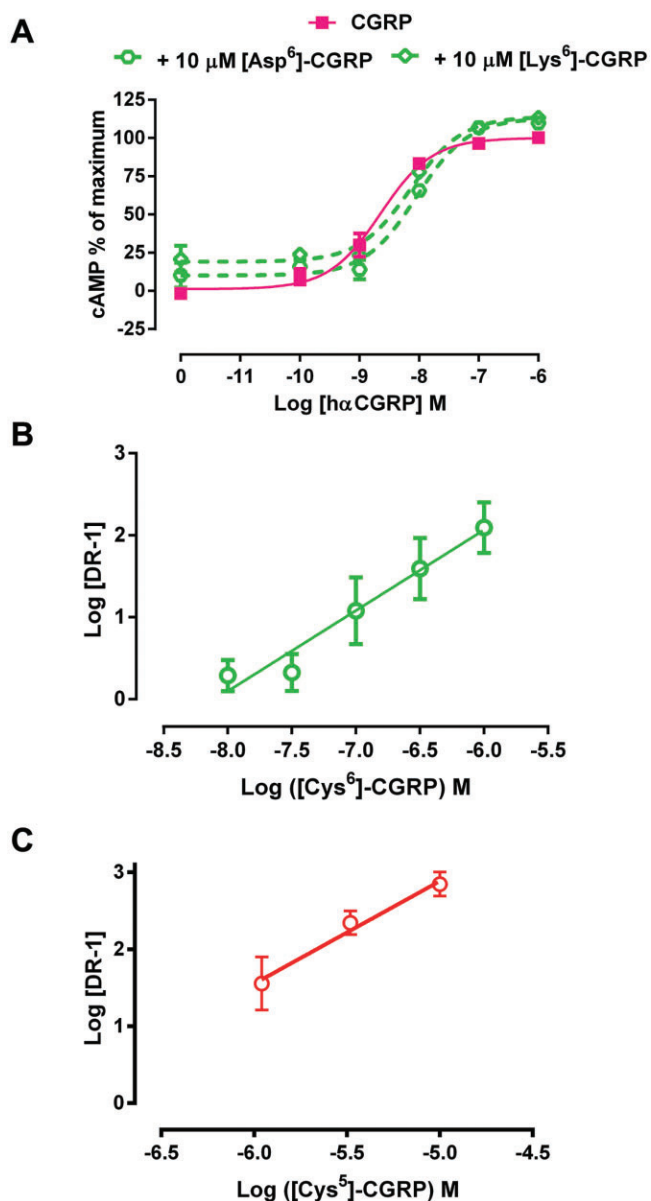 A
CGRP
+ 10 μM [Asp⁶]-CGRP + 10 μM [Lys⁶]-CGRP
cAMP % of maximum
125
100
75
50
25
0
-25
0 -11 -10 -9 -8 -7 -6
Log [hαCGRP] M
B
Log [DR-1]
3
2
1
0
-8.5 -8.0 -7.5 -7.0 -6.5 -6.0 -5.5
Log ([Cys⁶]-CGRP) M
C
Log [DR-1]
3
2
1
0
-6.5 -6.0 -5.5 -5.0 -4.5
Log ([Cys⁵]-CGRP) M